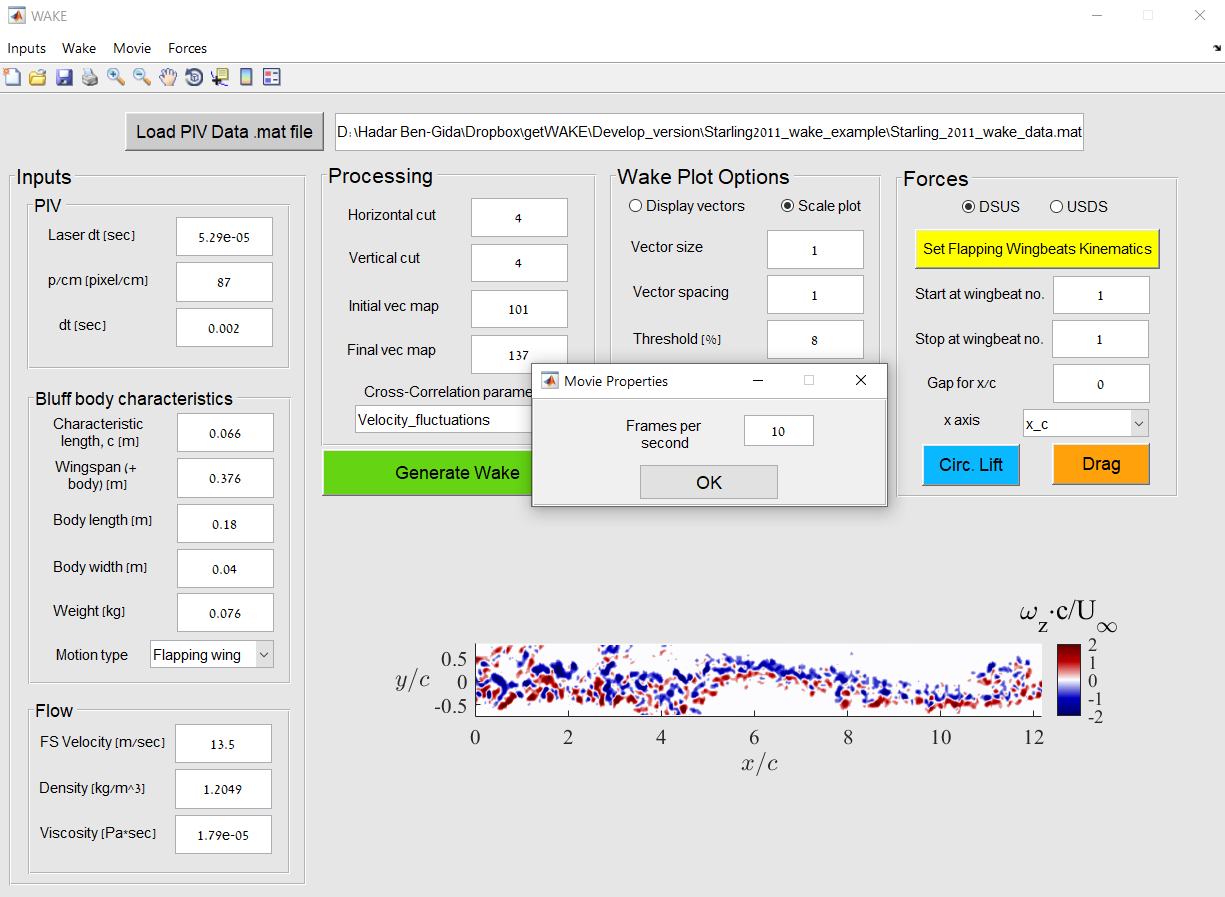 WAKE
Inputs Wake Movie Forces
Load PIV Data .mat file
D:\Hadar Ben-Gida\Dropbox\getWAKE\Develop_version\Starling2011_wake_example\Starling_2011_wake_data.mat
Inputs
PIV
Laser dt [sec]
5.29e-05
p/cm [pixel/cm]
87
dt [sec]
0.002
Bluff body characteristics
Characteristic
length, c [m]
0.066
Wingspan (+
body) [m]
0.376
Body length [m]
0.18
Body width [m]
0.04
Weight [kg]
0.076
Motion type
Flapping wing
Flow
FS Velocity [m/sec]
13.5
Density [kg/m^3]
1.2049
Viscosity [Pa*sec]
1.79e-05
Processing
Horizontal cut
4
Vertical cut
4
Initial vec map
101
Final vec map
137
Cross-Correlation parame
Velocity_fluctuations
Generate Wake
Wake Plot Options
Display vectors
Scale plot
Vector size
1
Vector spacing
1
Threshold [%]
8
Movie Properties
Frames per
second
10
OK
Forces
DSUS
USDS
Set Flapping Wingbeats Kinematics
Start at wingbeat no.
1
Stop at wingbeat no.
1
Gap for x/c
0
x axis
x_c
Circ. Lift
Drag
ω_z·c/U_∞
2
1
0
-1
-2
y/c
0.5
0
-0.5
0 2 4 6 8 10 12
x/c